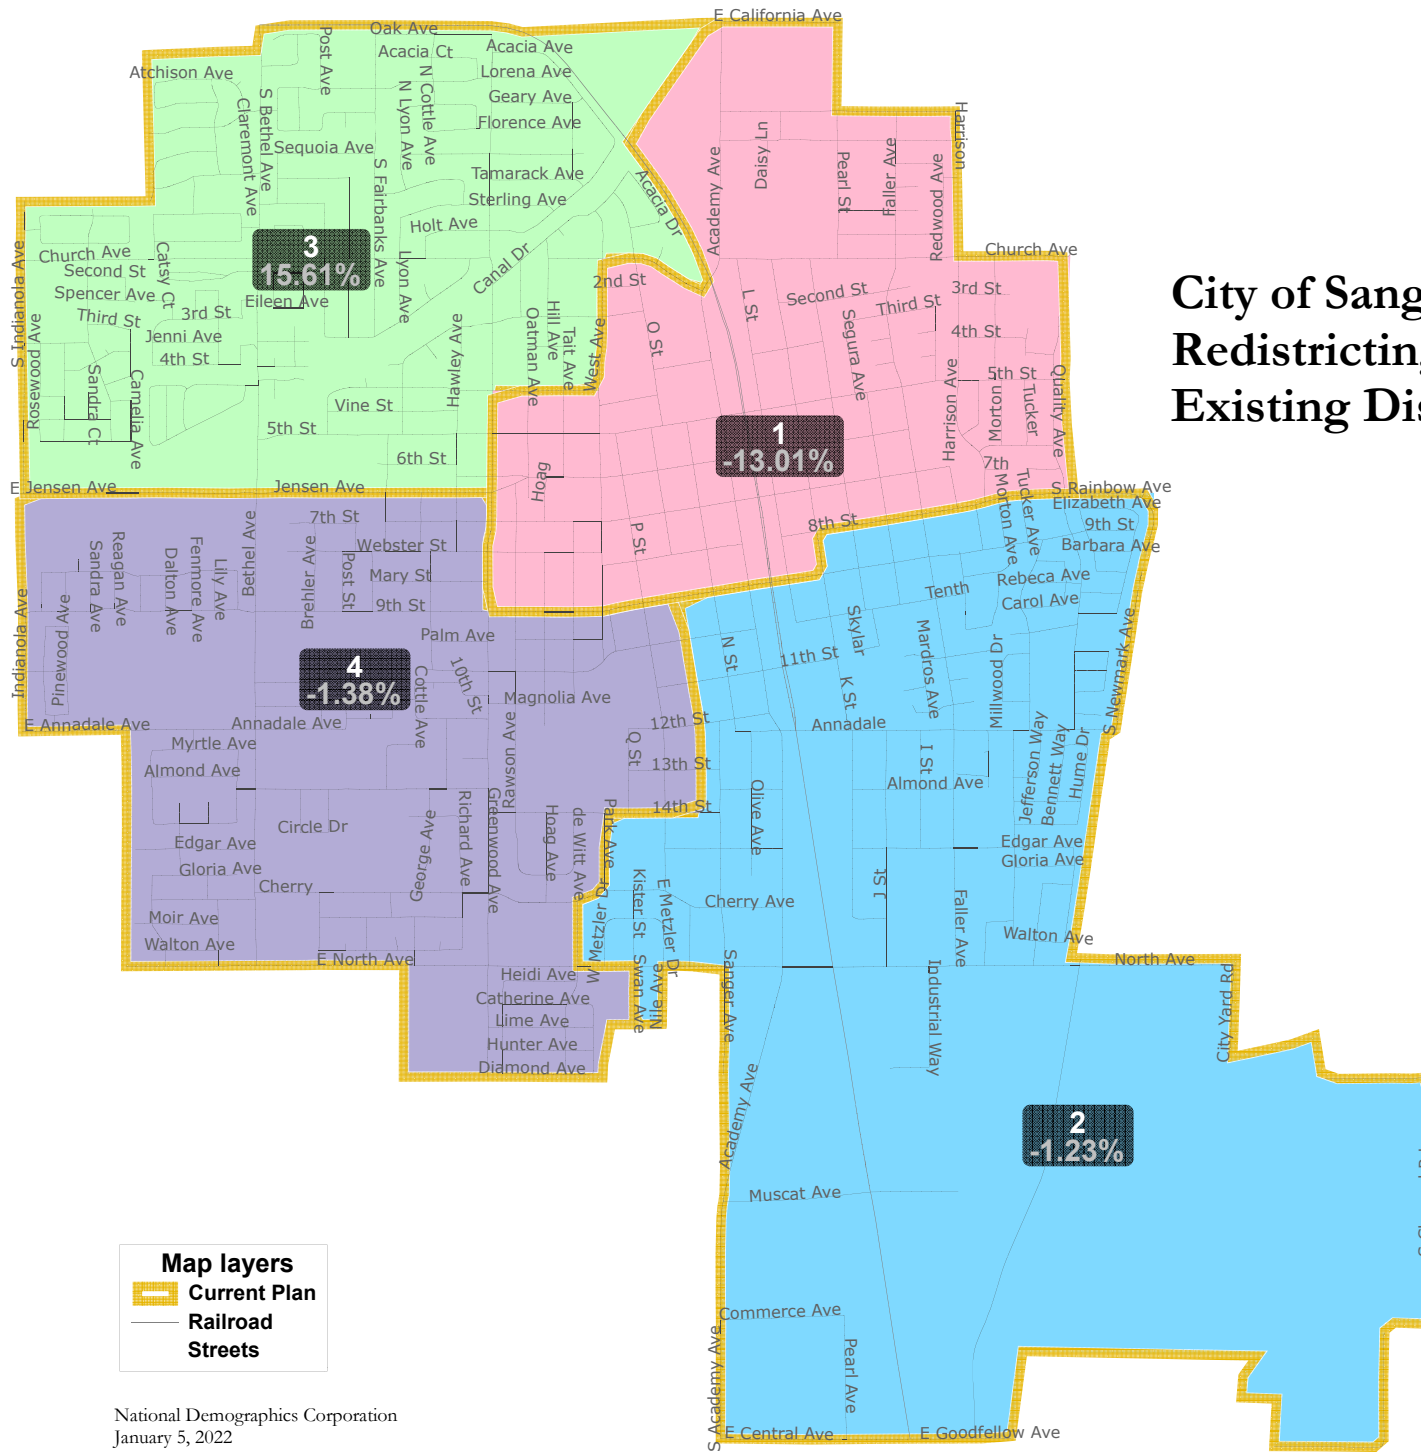 City of Sang
Redistricting
Existing Dis
E California Ave
Oak Ave
Acacia Ct
Acacia Ave
Atchison Ave
Post Ave
Lorena Ave
N Cottle Ave
N Lyon Ave
Geary Ave
Florence Ave
Claremont Ave
S Bethel Ave
Sequoia Ave
S Fairbanks Ave
Tamarack Ave
Sterling Ave
Acacia Dr
Academy Ave
Daisy Ln
Pearl St
Faller Ave
Redwood Ave
Harrison
Holt Ave
Canal Dr
Church Ave
S Indianola Ave
Church Ave
Second St
Catsy Ct
Spencer Ave
3
15.61%
Eileen Ave
Lyon Ave
2nd St
L St
Second St
Third St
3rd St
Third St
3rd St
Jenni Ave
4th St
Rosewood Ave
Sandra Ct
Camelia Ave
Hawley Ave
Oatman Ave
Hill Ave
Tait Ave
West Ave
O St
Segura Ave
4th St
Harrison Ave
5th St
Morton
Tucker
Quality Ave
Vine St
5th St
6th St
1
-13.01%
7th
Hoag
E Jensen Ave
Jensen Ave
S Rainbow Ave
Elizabeth Ave
9th St
Barbara Ave
Morton Ave
Tucker Ave
7th St
Webster St
Mary St
9th St
Post St
Brehler Ave
Bethel Ave
Lily Ave
Fenmore Ave
Dalton Ave
Regan Ave
Sandra Ave
Pinewood Ave
Indianola Ave
P St
8th St
Rebeca Ave
Carol Ave
Tenth
Palm Ave
10th St
Cottle Ave
4
-1.38%
Magnolia Ave
N St
11th St
Skylar
K St
Mardros Ave
Millwood Dr
S Newmark Ave
E Annadale Ave
Annadale Ave
Rawson Ave
12th St
Q St
13th St
14th St
Annadale
I St
Almond Ave
Jefferson Way
Bennett Way
Hume Dr
Myrtle Ave
Almond Ave
Circle Dr
Edgar Ave
Gloria Ave
Cherry
George Ave
Richard Ave
Greenwood Ave
Hoag Ave
de Witt Ave
Park Ave
Olive Ave
Edgar Ave
Gloria Ave
J St
Faller Ave
Moir Ave
Walton Ave
E North Ave
W Metzler Dr
Kister St
E Metzler Dr
Cherry Ave
Walton Ave
North Ave
Heidi Ave
Catherine Ave
Lime Ave
Hunter Ave
Diamond Ave
Swan Ave
Nile Ave
Sanger Ave
Industrial Way
City Yard Rd
Academy Ave
2
-1.23%
Muscat Ave
Commerce Ave
Pearl Ave
S Academy Ave
E Central Ave
E Goodfellow Ave
Map layers
Current Plan
Railroad
Streets
National Demographics Corporation
January 5, 2022